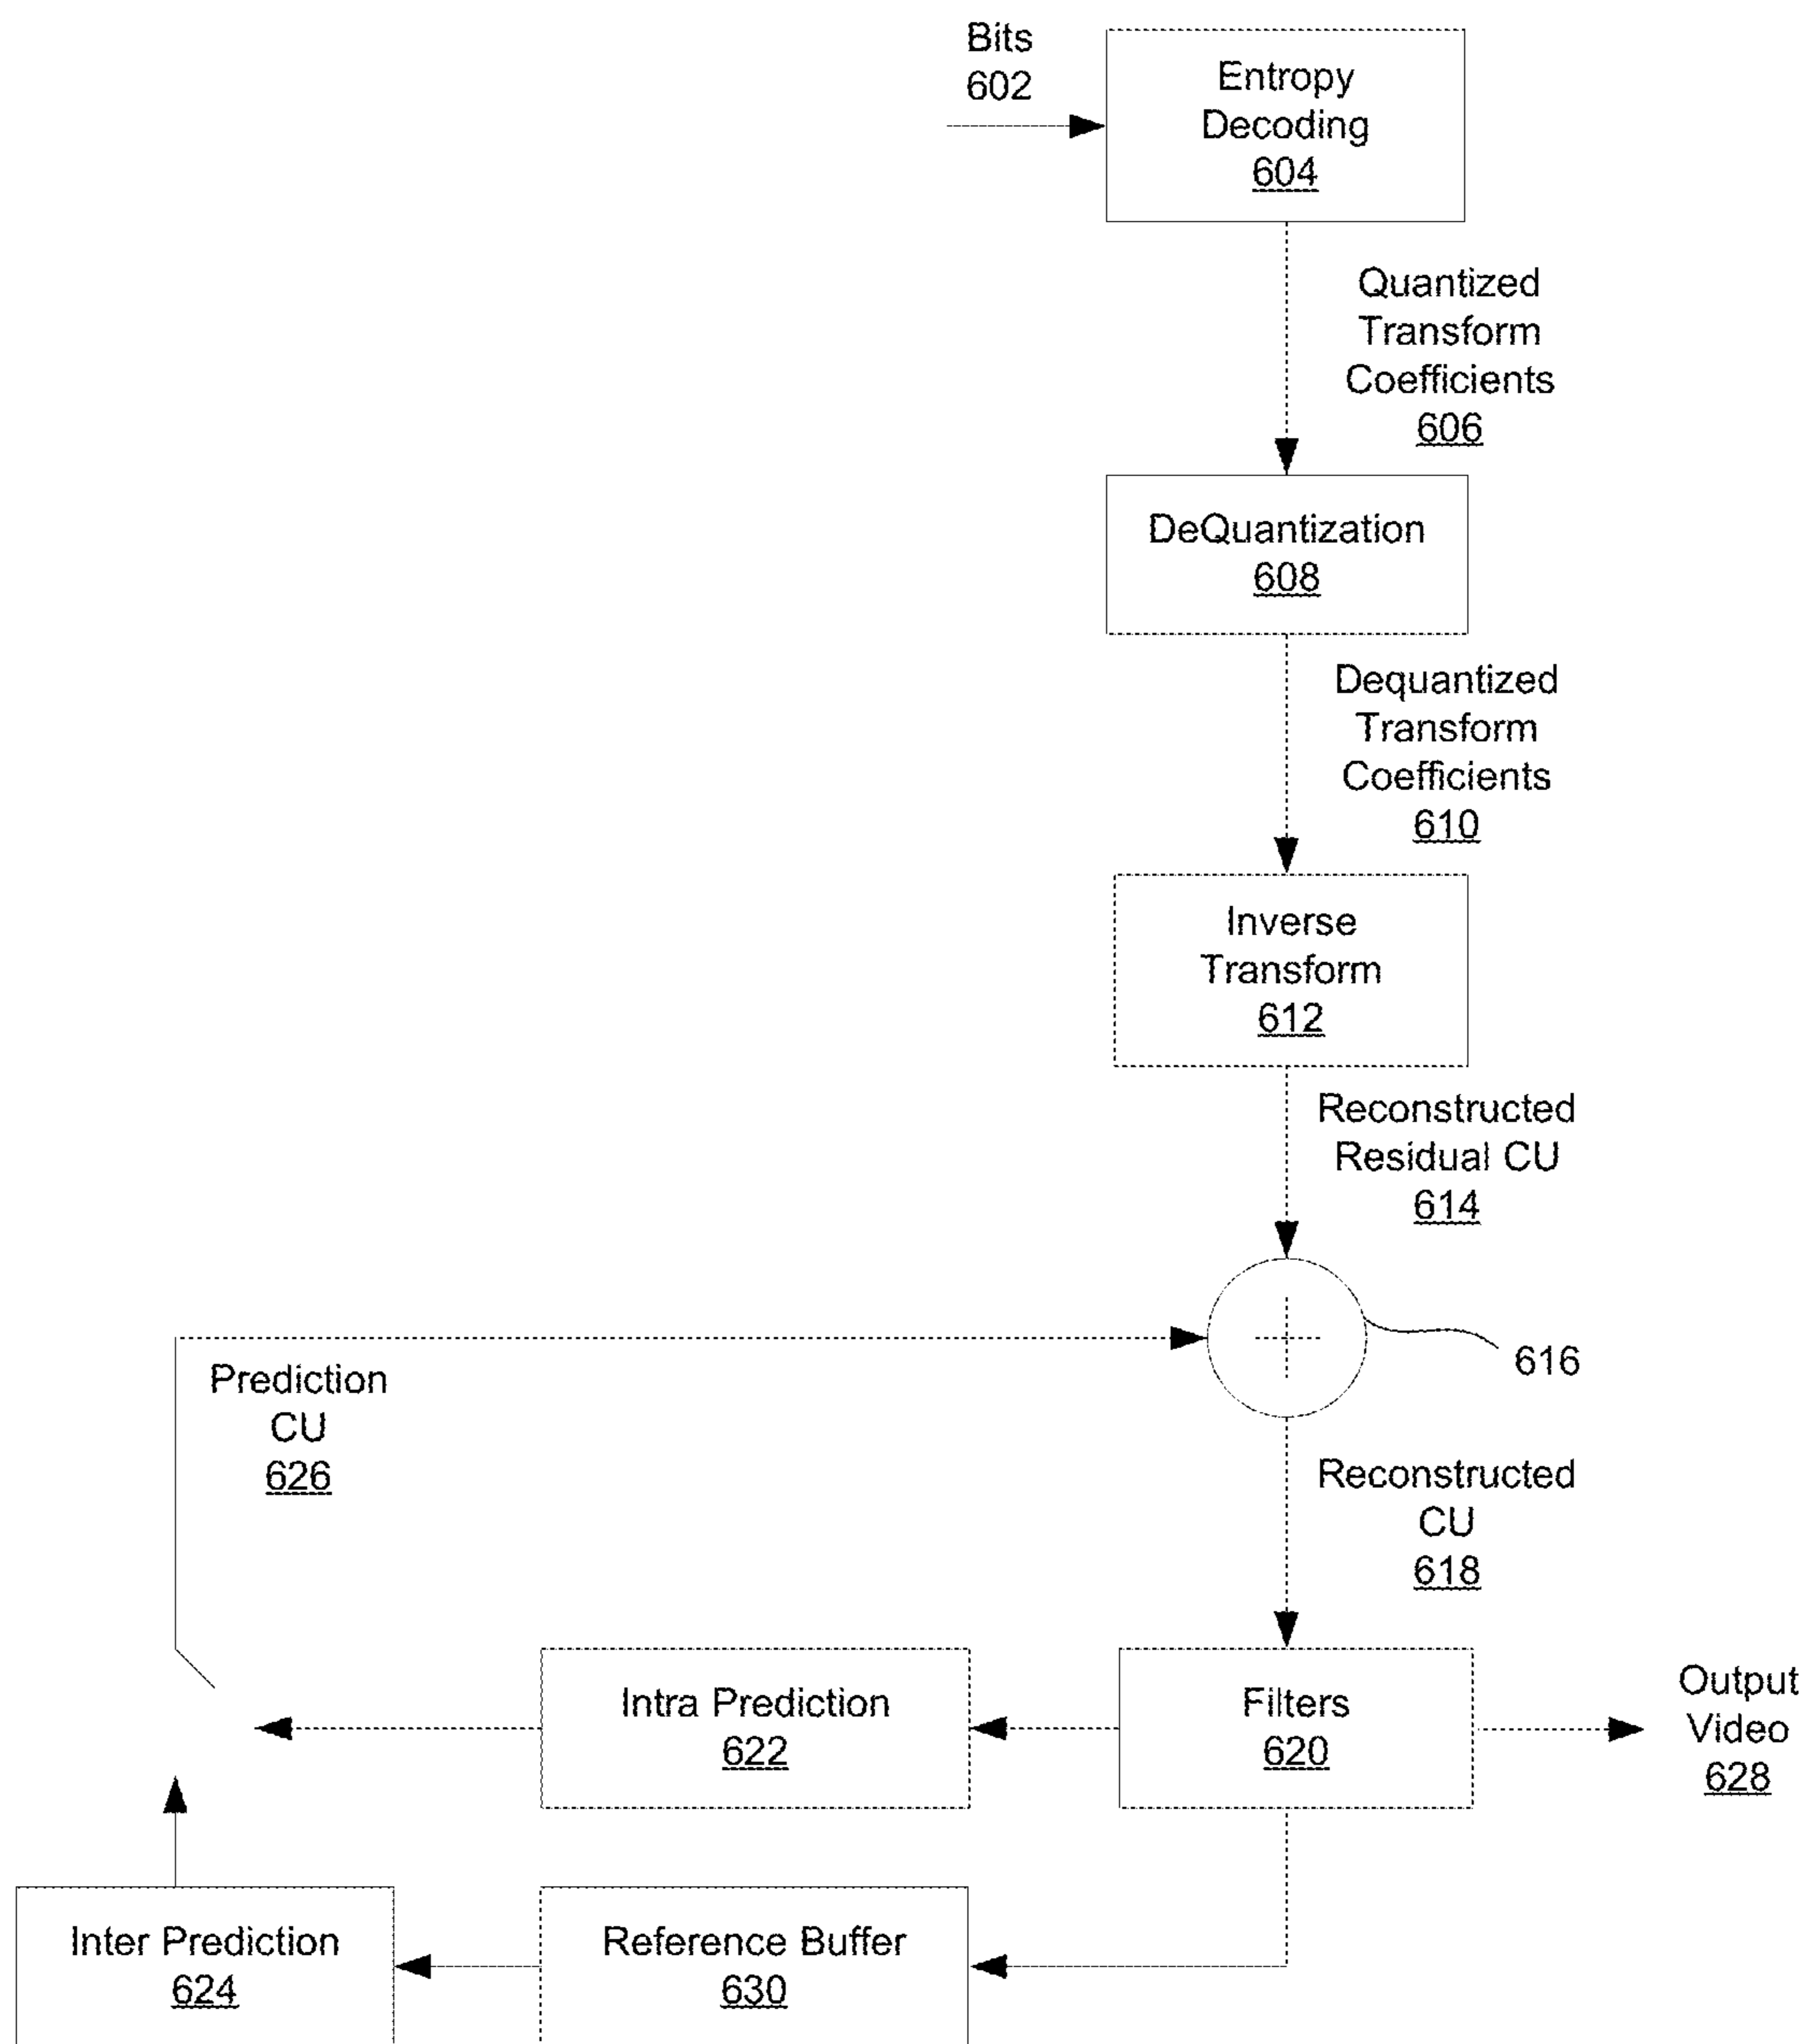 Bits
602
Entropy
Decoding
604
Quantized
Transform
Coefficients
606
DeQuantization
608
Dequantized
Transform
Coefficients
610
Inverse
Transform
612
Reconstructed
Residual CU
614
616
Prediction
CU
626
Reconstructed
CU
618
Intra Prediction
622
Filters
620
Output
Video
628
Inter Prediction
624
Reference Buffer
630